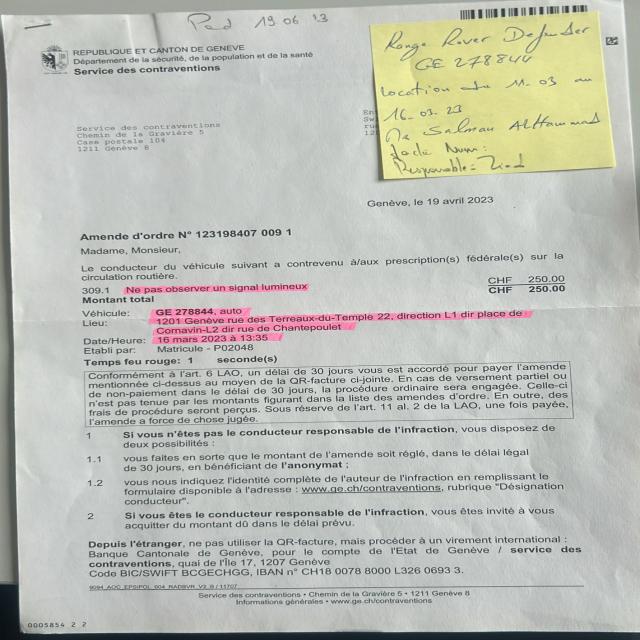 Pad 19.06 23
REPUBLIQUE ET CANTON DE GENÈVE
Département de la sécurité, de la population et de la santé
Service des contraventions
Range Rover Defender
GE 278844
Location du 11.03 au
16.03.23
Mr Salman AlHammad
Responsable: Ziad
Service des contraventions
Chemin de la Gravière 5
Case postale 104
1211 Genève 8
Genève, le 19 avril 2023
Amende d'ordre N° 123198407 009 1
Madame, Monsieur,
Le conducteur du véhicule suivant a contrevenu à/aux prescription(s) fédérale(s) sur la
circulation routière.
309.1 Ne pas observer un signal lumineux CHF 250.00
Montant total CHF 250.00
Véhicule: GE 278844, auto
Lieu: 1201 Genève rue des Terreaux-du-Temple 22, direction L1 dir place de
Cornavin-L2 dir rue de Chantepoulet
Date/Heure: 16 mars 2023 à 13:35
Etabli par: Matricule - P02048
Temps feu rouge: 1 seconde(s)
Conformément à l'art. 6 LAO, un délai de 30 jours vous est accordé pour payer l'amende
mentionnée ci-dessus au moyen de la QR-facture ci-jointe. En cas de versement partiel ou
de non-paiement dans le délai de 30 jours, la procédure ordinaire sera engagée. Celle-ci
n'est pas tenue par les montants figurant dans la liste des amendes d'ordre. En outre, des
frais de procédure seront perçus. Sous réserve de l'art. 11 al. 2 de la LAO, une fois payée,
l'amende a force de chose jugée.
1 Si vous n'êtes pas le conducteur responsable de l'infraction, vous disposez de
deux possibilités :
1.1 vous faites en sorte que le montant de l'amende soit réglé, dans le délai légal
de 30 jours, en bénéficiant de l'anonymat ;
1.2 vous nous indiquez l'identité complète de l'auteur de l'infraction en remplissant le
formulaire disponible à l'adresse : www.ge.ch/contraventions, rubrique "Désignation
conducteur".
2 Si vous êtes le conducteur responsable de l'infraction, vous êtes invité à vous
acquitter du montant dû dans le délai prévu.
Depuis l'étranger, ne pas utiliser la QR-facture, mais procéder à un virement international :
Banque Cantonale de Genève, pour le compte de l'Etat de Genève / service des
contraventions, quai de l'Île 17, 1207 Genève
Code BIC/SWIFT BCGECHGG, IBAN n° CH18 0078 8000 L326 0693 3.
Service des contraventions • Chemin de la Gravière 5 • 1211 Genève 8
Informations générales • www.ge.ch/contraventions
0005854 2 2